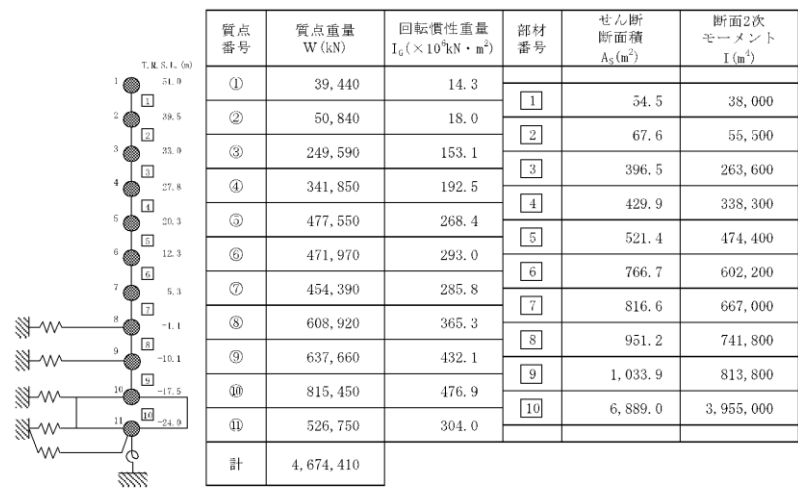 質点番号 質点重量 W(kN) 回転慣性重量 I_G(×10⁶kN・m²) 部材番号 せん断断面積 A_S(m²) 断面2次モーメント I(m⁴)
① 39,440 14.3
1 54.5 38,000
② 50,840 18.0
2 67.6 55,500
③ 249,590 153.1
3 396.5 263,600
④ 341,850 192.5
4 429.9 338,300
⑤ 477,550 268.4
5 521.4 474,400
⑥ 471,970 293.0
6 766.7 602,200
⑦ 454,390 285.8
7 816.6 667,000
⑧ 608,920 365.3
8 951.2 741,800
⑨ 637,660 432.1
9 1,033.9 813,800
⑩ 815,450 476.9
10 6,889.0 3,955,000
⑪ 526,750 304.0
計 4,674,410
T.M.S.L.(m)
1 51.0
1
2 39.5
2
3 33.0
3
4 27.8
4
5 20.3
5
6 12.3
6
7 5.3
7
8 -1.1
8
9 -10.1
9
10 -17.5
10
11 -24.0